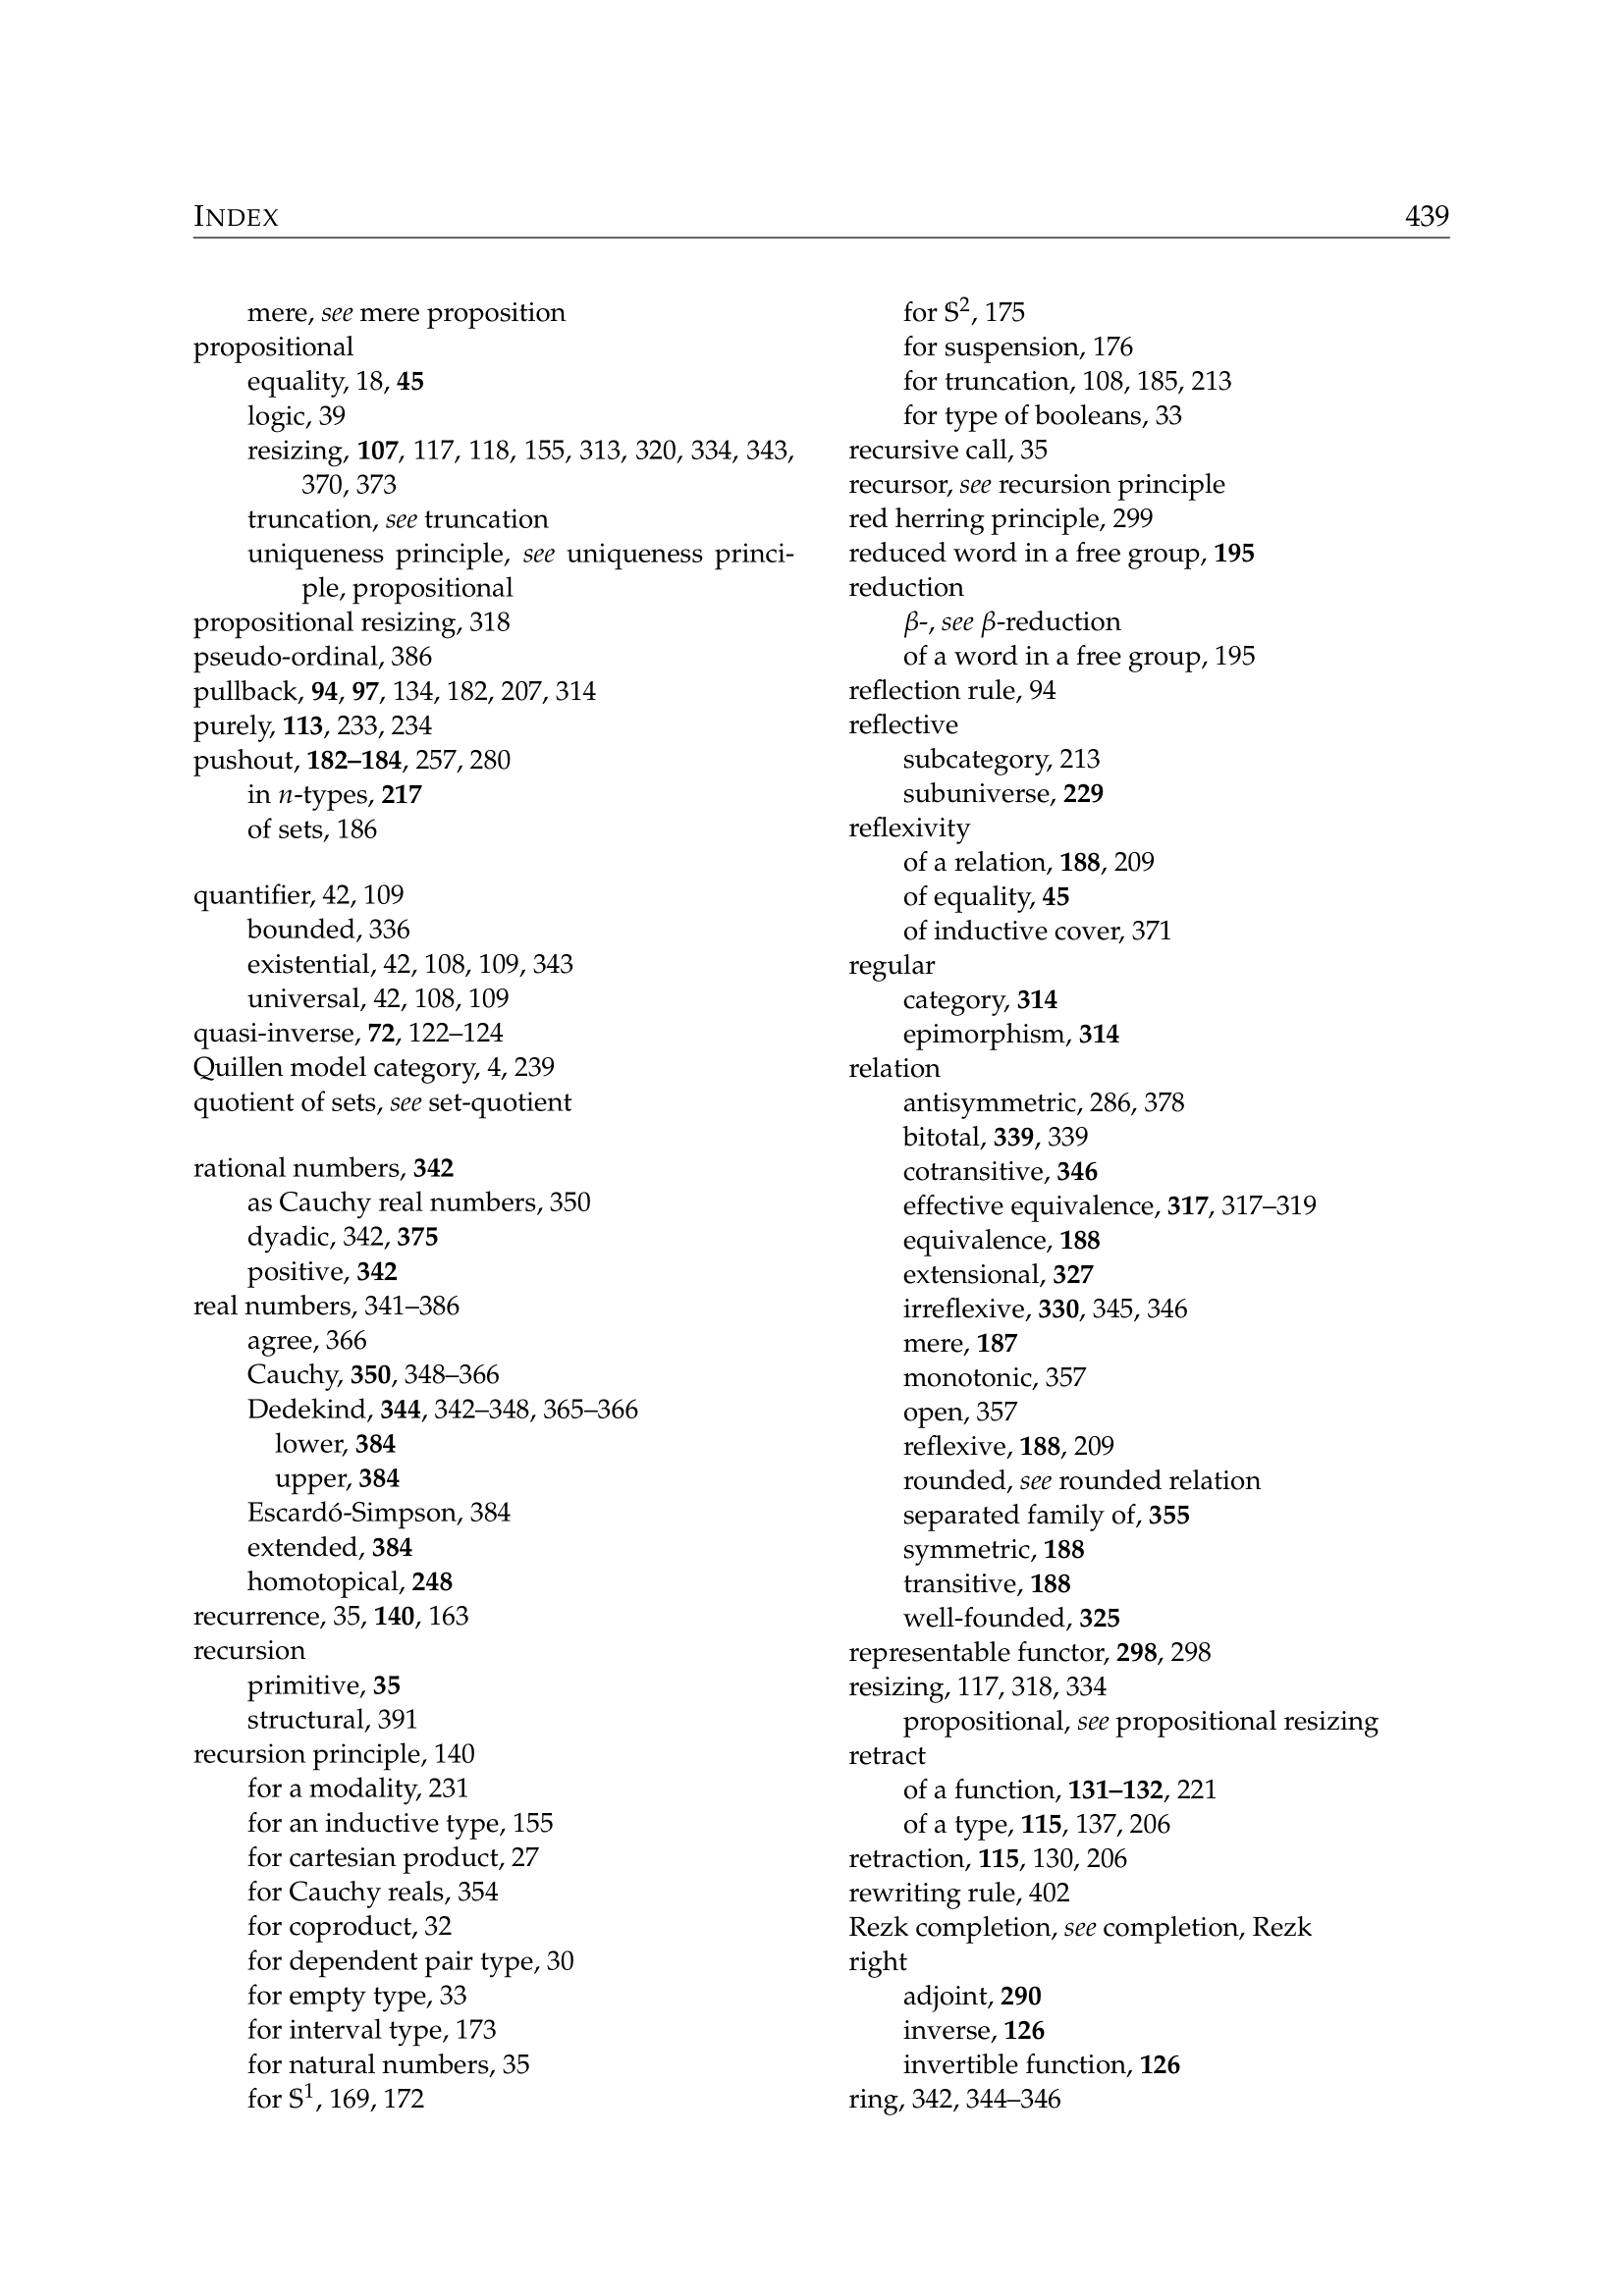 INDEX 439
mere, see mere proposition
propositional
equality, 18, 45
logic, 39
resizing, 107, 117, 118, 155, 313, 320, 334, 343,
370, 373
truncation, see truncation
uniqueness principle, see uniqueness princi-
ple, propositional
propositional resizing, 318
pseudo-ordinal, 386
pullback, 94, 97, 134, 182, 207, 314
purely, 113, 233, 234
pushout, 182–184, 257, 280
in n-types, 217
of sets, 186
quantifier, 42, 109
bounded, 336
existential, 42, 108, 109, 343
universal, 42, 108, 109
quasi-inverse, 72, 122–124
Quillen model category, 4, 239
quotient of sets, see set-quotient
rational numbers, 342
as Cauchy real numbers, 350
dyadic, 342, 375
positive, 342
real numbers, 341–386
agree, 366
Cauchy, 350, 348–366
Dedekind, 344, 342–348, 365–366
lower, 384
upper, 384
Escardó-Simpson, 384
extended, 384
homotopical, 248
recurrence, 35, 140, 163
recursion
primitive, 35
structural, 391
recursion principle, 140
for a modality, 231
for an inductive type, 155
for cartesian product, 27
for Cauchy reals, 354
for coproduct, 32
for dependent pair type, 30
for empty type, 33
for interval type, 173
for natural numbers, 35
for 𝕊¹, 169, 172
for 𝕊², 175
for suspension, 176
for truncation, 108, 185, 213
for type of booleans, 33
recursive call, 35
recursor, see recursion principle
red herring principle, 299
reduced word in a free group, 195
reduction
β-, see β-reduction
of a word in a free group, 195
reflection rule, 94
reflective
subcategory, 213
subuniverse, 229
reflexivity
of a relation, 188, 209
of equality, 45
of inductive cover, 371
regular
category, 314
epimorphism, 314
relation
antisymmetric, 286, 378
bitotal, 339, 339
cotransitive, 346
effective equivalence, 317, 317–319
equivalence, 188
extensional, 327
irreflexive, 330, 345, 346
mere, 187
monotonic, 357
open, 357
reflexive, 188, 209
rounded, see rounded relation
separated family of, 355
symmetric, 188
transitive, 188
well-founded, 325
representable functor, 298, 298
resizing, 117, 318, 334
propositional, see propositional resizing
retract
of a function, 131–132, 221
of a type, 115, 137, 206
retraction, 115, 130, 206
rewriting rule, 402
Rezk completion, see completion, Rezk
right
adjoint, 290
inverse, 126
invertible function, 126
ring, 342, 344–346